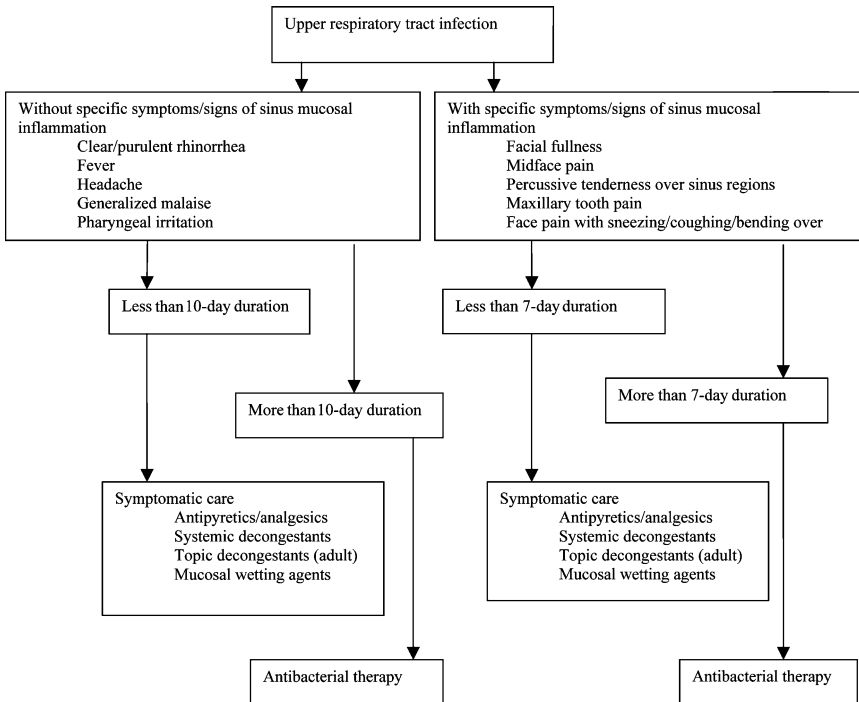 Upper respiratory tract infection
Without specific symptoms/signs of sinus mucosal
inflammation
Clear/purulent rhinorrhea
Fever
Headache
Generalized malaise
Pharyngeal irritation
With specific symptoms/signs of sinus mucosal
inflammation
Facial fullness
Midface pain
Percussive tenderness over sinus regions
Maxillary tooth pain
Face pain with sneezing/coughing/bending over
Less than 10-day duration
Less than 7-day duration
More than 10-day duration
More than 7-day duration
Symptomatic care
Antipyretics/analgesics
Systemic decongestants
Topic decongestants (adult)
Mucosal wetting agents
Symptomatic care
Antipyretics/analgesics
Systemic decongestants
Topic decongestants (adult)
Mucosal wetting agents
Antibacterial therapy
Antibacterial therapy